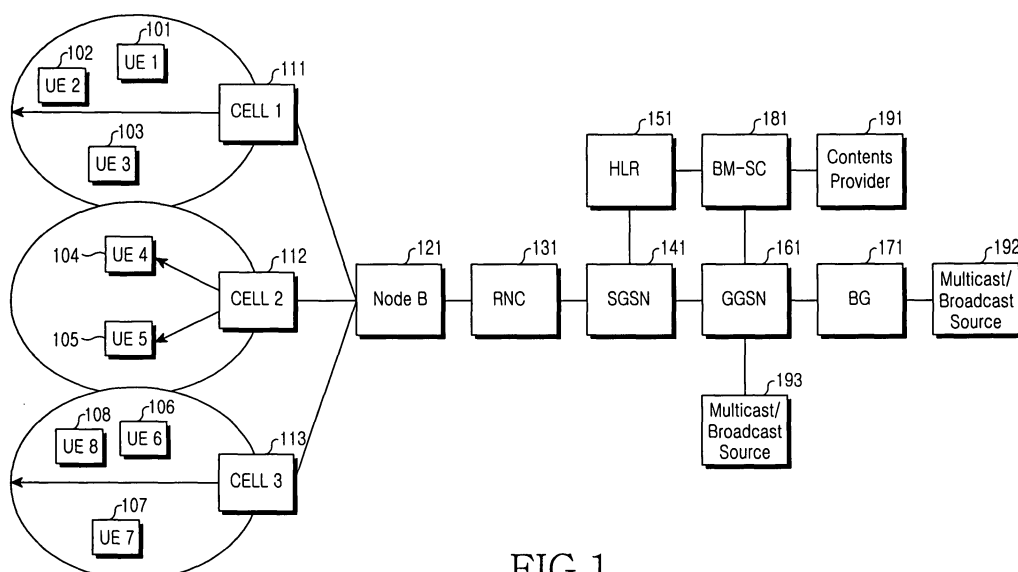 101
102
UE 1
UE 2
111
CELL 1
103
UE 3
151
181
191
HLR
BM-SC
Contents
Provider
104
UE 4
112
CELL 2
105
UE 5
121
131
141
161
171
192
Node B
RNC
SGSN
GGSN
BG
Multicast/
Broadcast
Source
193
Multicast/
Broadcast
Source
108
106
UE 8
UE 6
113
CELL 3
107
UE 7
FIG.1